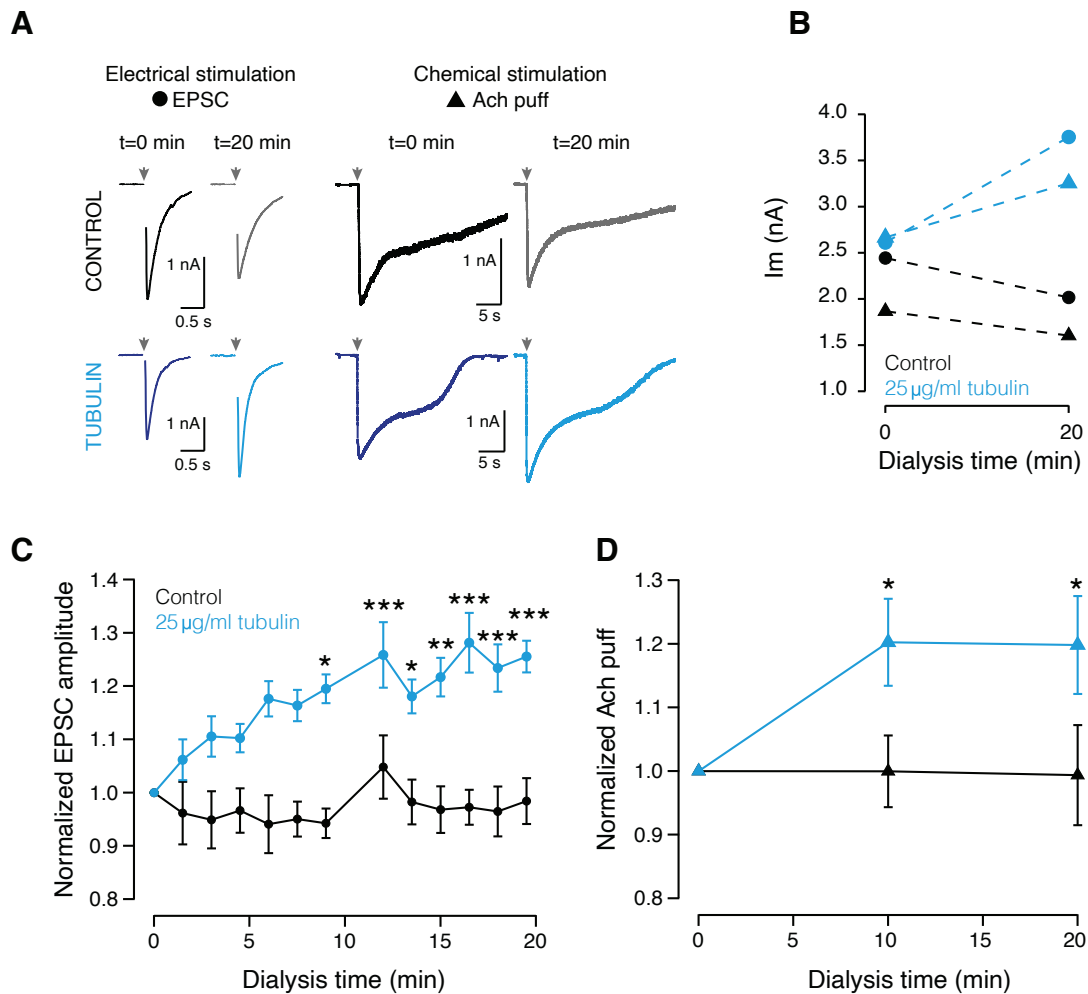 A
Electrical stimulation
EPSC
Chemical stimulation
Ach puff
t=0 min
t=20 min
t=0 min
t=20 min
CONTROL
1 nA
0.5 s
1 nA
5 s
TUBULIN
1 nA
0.5 s
1 nA
5 s
B
Im (nA)
4.0
3.5
3.0
2.5
2.0
1.5
1.0
Control
25 µg/ml tubulin
0
20
Dialysis time (min)
C
Normalized EPSC amplitude
1.4
1.3
1.2
1.1
1.0
0.9
0.8
Control
25 µg/ml tubulin
*
***
*
**
***
***
***
0
5
10
15
20
Dialysis time (min)
D
Normalized Ach puff
1.3
1.2
1.1
1.0
0.9
0.8
*
*
0
5
10
15
20
Dialysis time (min)